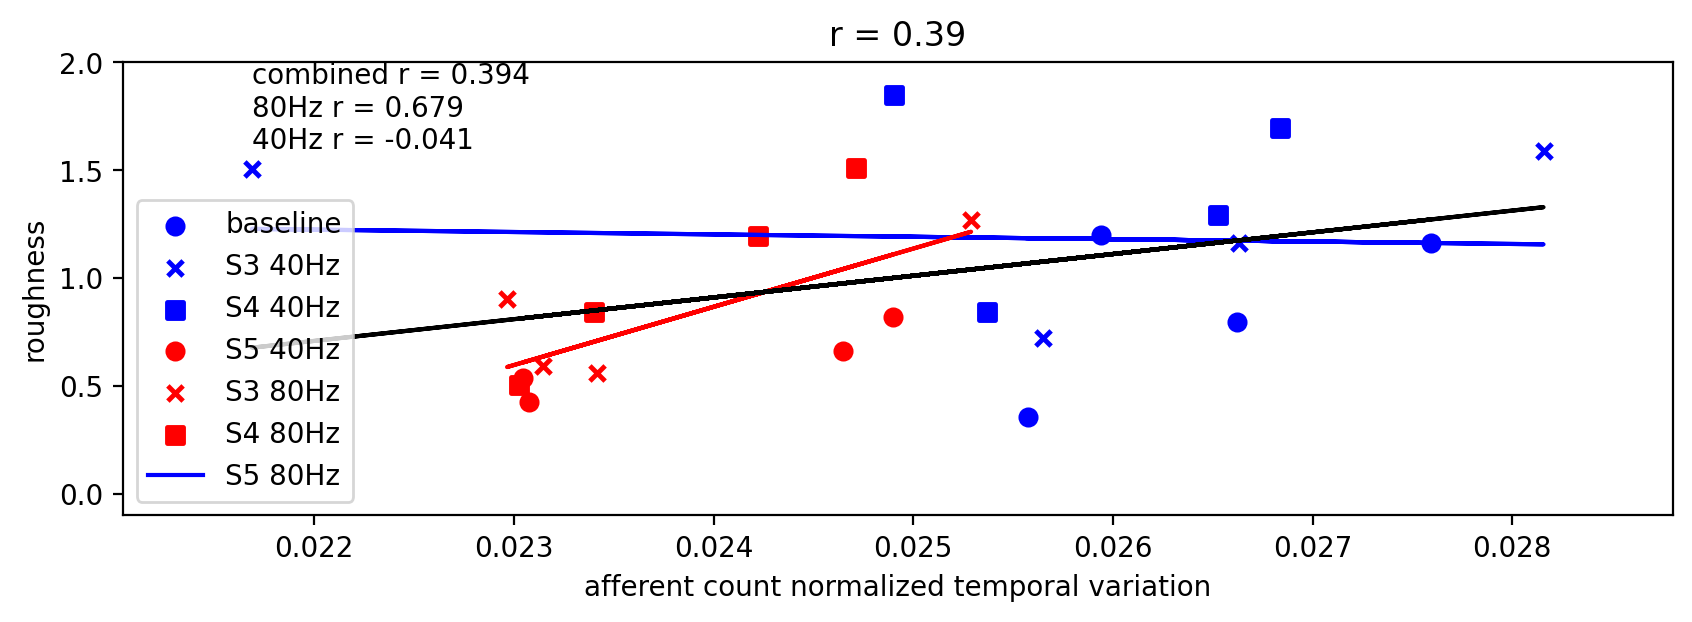 r = 0.39
combined r = 0.394
80Hz r = 0.679
40Hz r = -0.041
roughness
2.0
1.5
1.0
0.5
0.0
baseline
S3 40Hz
S4 40Hz
S5 40Hz
S3 80Hz
S4 80Hz
S5 80Hz
0.022 0.023 0.024 0.025 0.026 0.027 0.028
afferent count normalized temporal variation